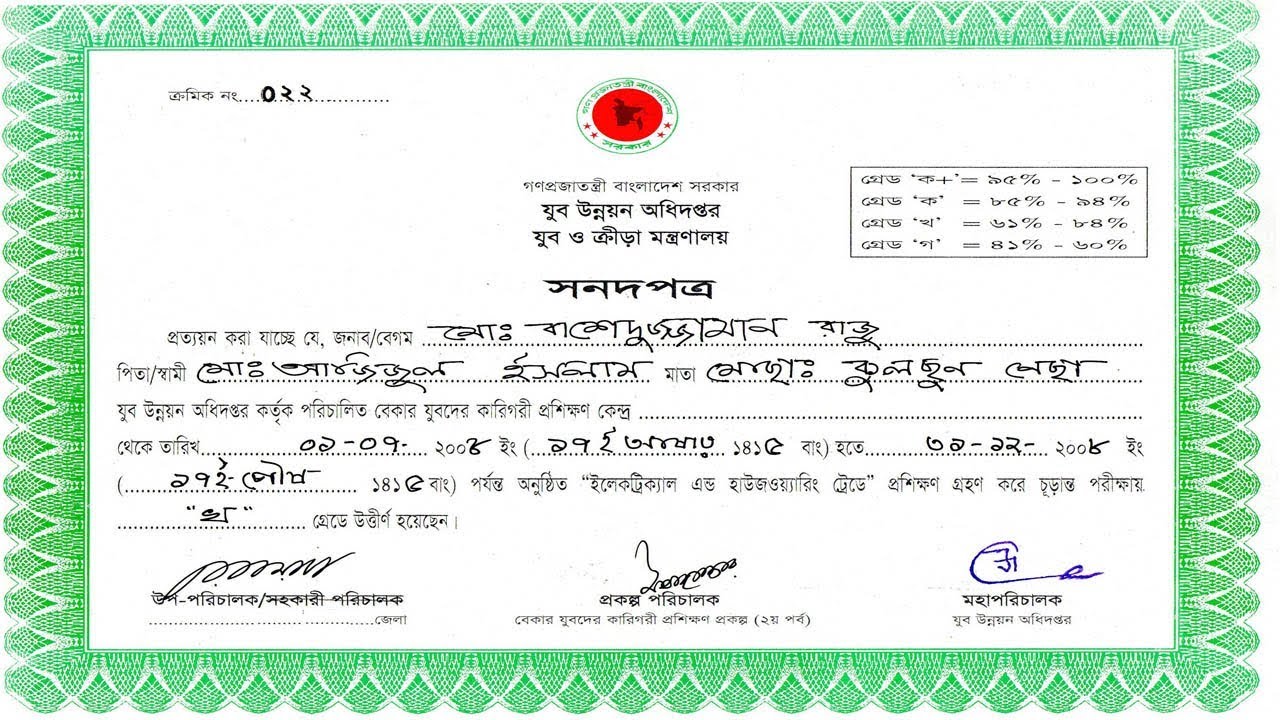 ক্রমিক নং....০২২................
গণপ্রজাতন্ত্রী বাংলাদেশ
সরকার
গণপ্রজাতন্ত্রী বাংলাদেশ সরকার
যুব উন্নয়ন অধিদপ্তর
যুব ও ক্রীড়া মন্ত্রণালয়
গ্রেড ‘ক+’= ৯৫% - ১০০%
গ্রেড ‘ক’ = ৮৫% - ৯৪%
গ্রেড ‘খ’ = ৬১% - ৮৪%
গ্রেড ‘গ’ = ৪১% - ৬০%
সনদপত্র
প্রত্যয়ন করা যাচ্ছে যে, জনাব/বেগম মোঃ রাশেদুজ্জামান রাজু
পিতা/স্বামী মোঃ আজিজুল ইসলাম মাতা মোছাঃ কুলছুন নেছা
যুব উন্নয়ন অধিদপ্তর কর্তৃক পরিচালিত বেকার যুবদের কারিগরী প্রশিক্ষণ কেন্দ্র
থেকে তারিখ ০১-০৭- ২০০৮ ইং (১৭ই আষাঢ় ১৪১৫ বাং) হতে ৩১-১২- ২০০৮ ইং
(১৭ই-পৌষ ১৪১৫ বাং) পর্যন্ত অনুষ্ঠিত “ইলেকট্রিক্যাল এন্ড হাউজওয়্যারিং ট্রেডে” প্রশিক্ষণ গ্রহণ করে চূড়ান্ত পরীক্ষায়
"খ" গ্রেডে উত্তীর্ণ হয়েছেন।
উপ-পরিচালক/সহকারী পরিচালক
জেলা
প্রকল্প পরিচালক
বেকার যুবদের কারিগরী প্রশিক্ষণ প্রকল্প (২য় পর্ব)
মহাপরিচালক
যুব উন্নয়ন অধিদপ্তর